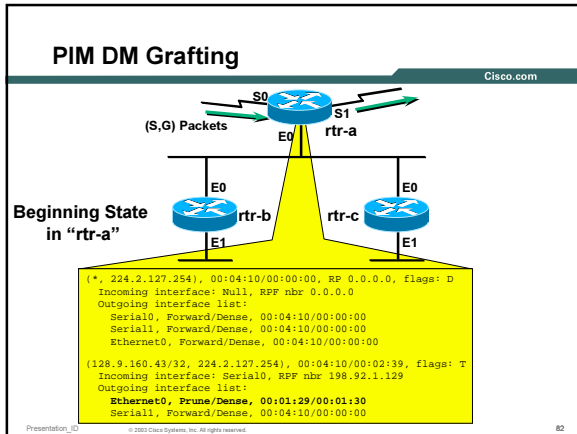 PIM DM Grafting
Cisco.com
S0
S1
(S,G) Packets
E0
rtr-a
E0
E0
Beginning State
in “rtr-a”
rtr-b
rtr-c
E1
E1
(*, 224.2.127.254), 00:04:10/00:00:00, RP 0.0.0.0, flags: D
Incoming interface: Null, RPF nbr 0.0.0.0
Outgoing interface list:
Serial0, Forward/Dense, 00:04:10/00:00:00
Serial1, Forward/Dense, 00:04:10/00:00:00
Ethernet0, Forward/Dense, 00:04:10/00:00:00
(128.9.160.43/32, 224.2.127.254), 00:04:10/00:02:39, flags: T
Incoming interface: Serial0, RPF nbr 198.92.1.129
Outgoing interface list:
Ethernet0, Prune/Dense, 00:01:29/00:01:30
Serial1, Forward/Dense, 00:04:10/00:00:00
Presentation_ID
© 2003 Cisco Systems, Inc. All rights reserved.
82